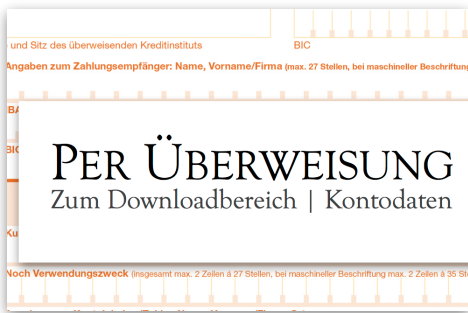 und Sitz des überweisenden Kreditinstituts
BIC
Angaben zum Zahlungsempfänger: Name, Vorname/Firma (max. 27 Stellen, bei maschineller Beschriftung
PER ÜBERWEISUNG
Zum Downloadbereich | Kontodaten
Noch Verwendungszweck (insgesamt max. 2 Zeilen á 27 Stellen, bei maschineller Beschriftung max. 2 Zeilen á 35